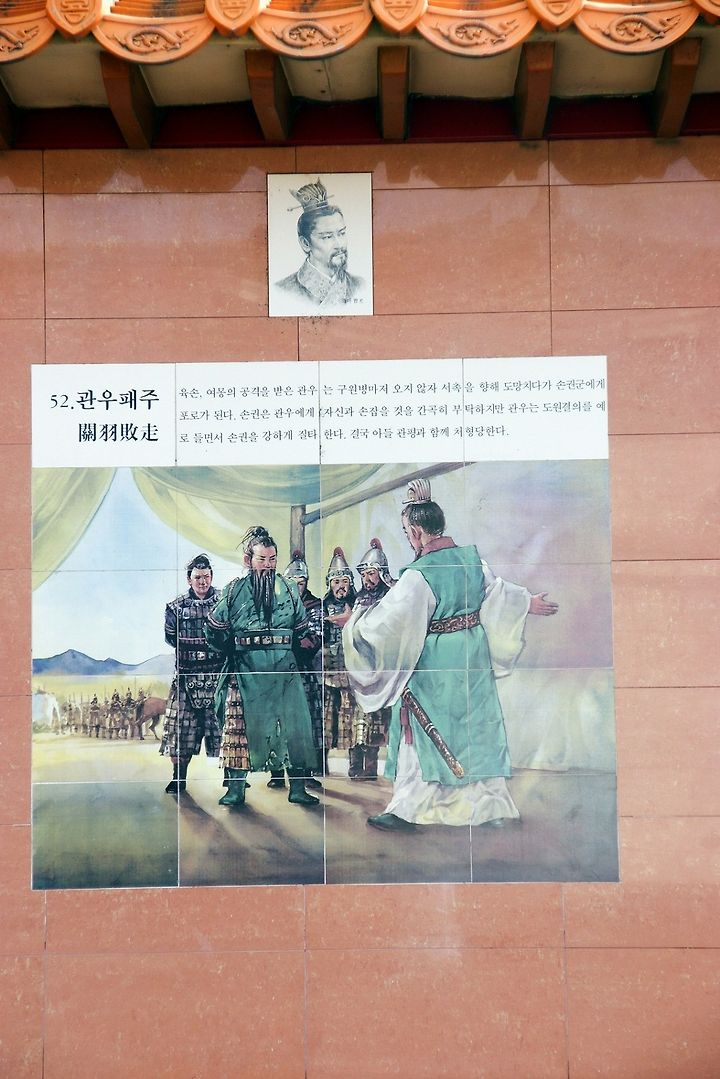 52.관우패주
關羽敗走
육손, 여몽의 공격을 받은 관우는 구원병마저 오지 않자 서촉을 향해 도망치다가 손권군에게
포로가 된다. 손권은 관우에게 자신과 손잡을 것을 간곡히 부탁하지만 관우는 도원결의를 예
로 들면서 손권을 강하게 질타한다. 결국 아들 관평과 함께 처형당한다.